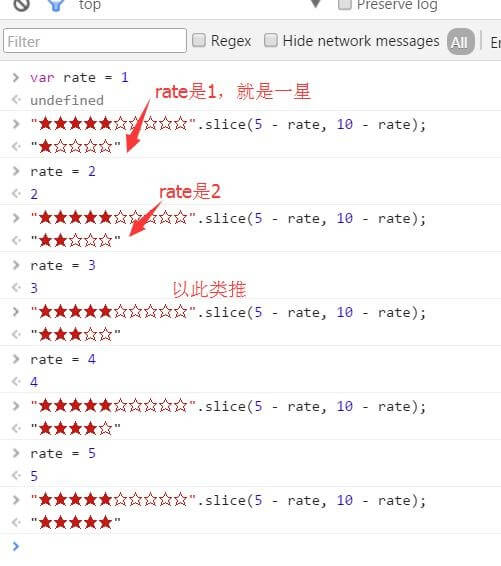 top Preserve log
Filter Regex Hide network messages All
> var rate = 1
< undefined
rate是1，就是一星
> "★★★★★☆☆☆☆☆".slice(5 - rate, 10 - rate);
< "★☆☆☆☆"
> rate = 2
< 2
rate是2
> "★★★★★☆☆☆☆☆".slice(5 - rate, 10 - rate);
< "★★☆☆☆"
> rate = 3
< 3
以此类推
> "★★★★★☆☆☆☆☆".slice(5 - rate, 10 - rate);
< "★★★☆☆"
> rate = 4
< 4
> "★★★★★☆☆☆☆☆".slice(5 - rate, 10 - rate);
< "★★★★☆"
> rate = 5
< 5
> "★★★★★☆☆☆☆☆".slice(5 - rate, 10 - rate);
< "★★★★★"
>